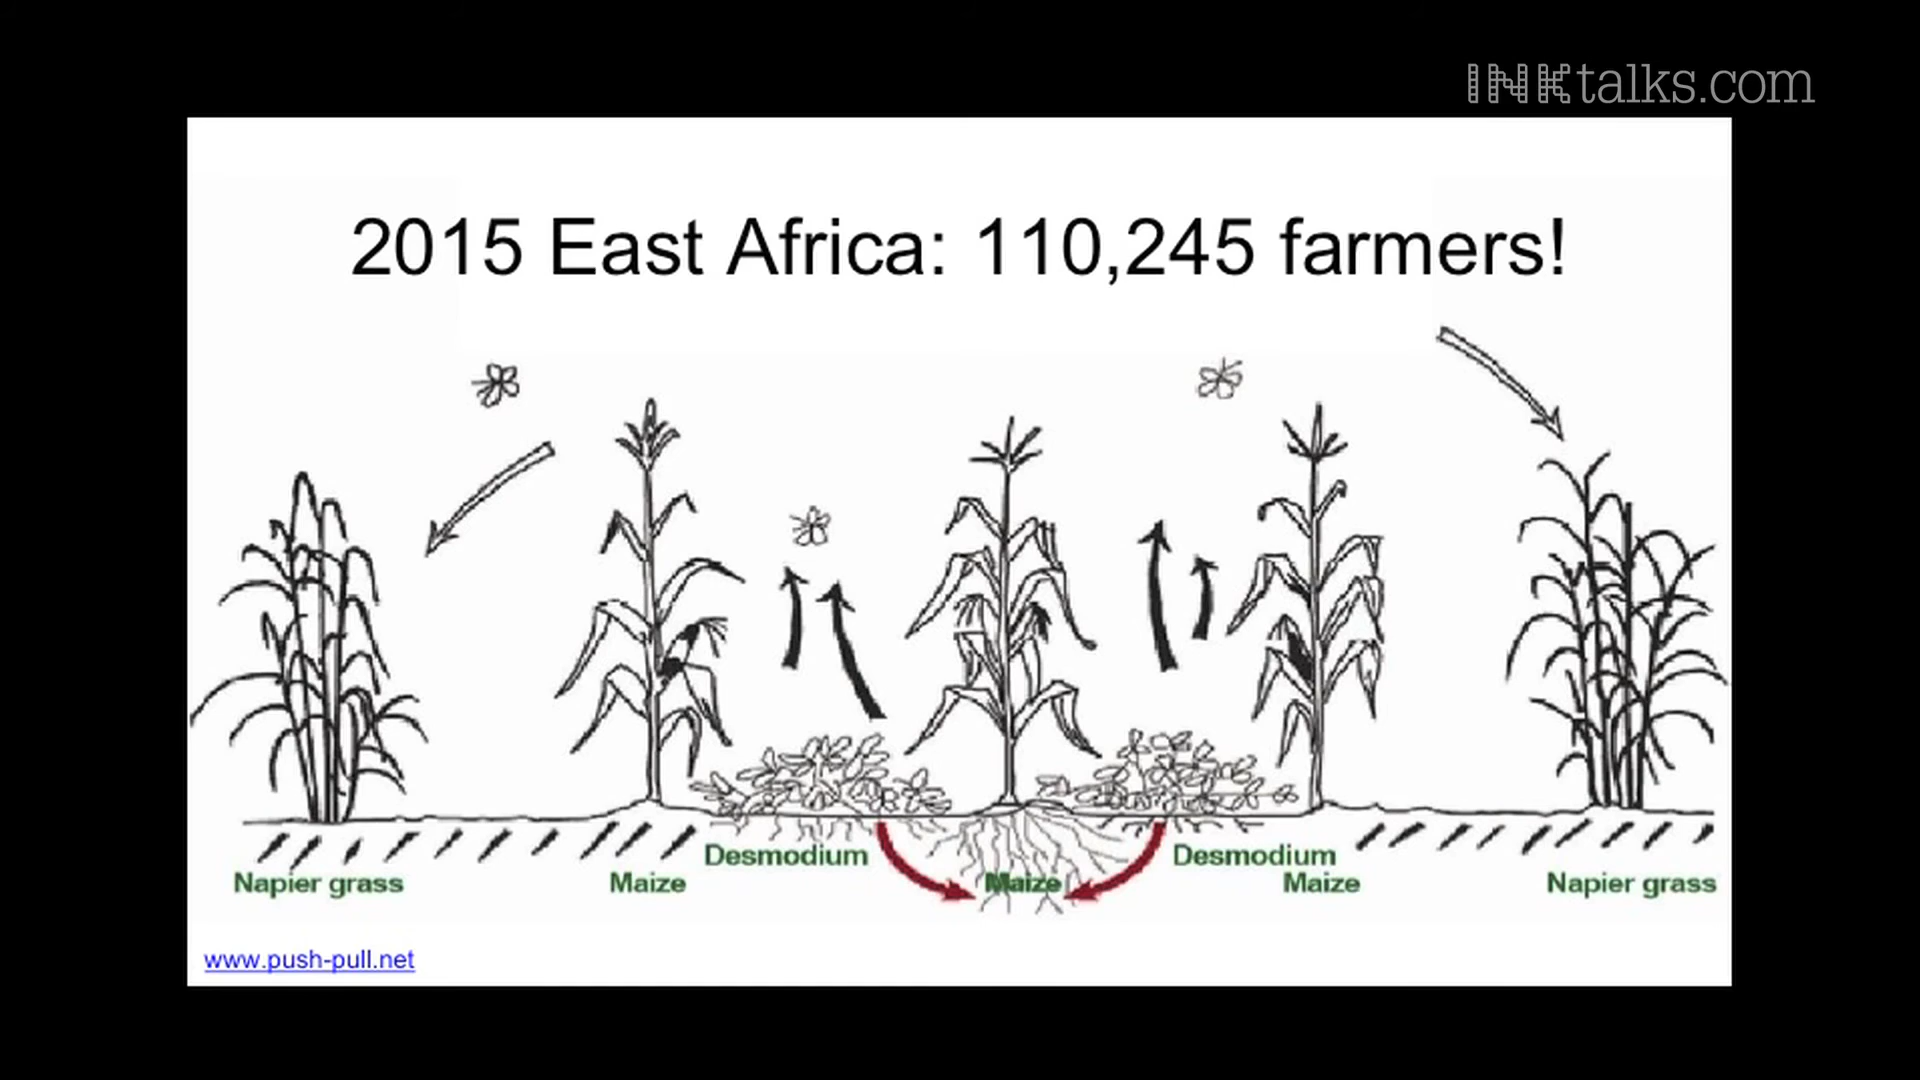 INKtalks.com
2015 East Africa: 110,245 farmers!
Desmodium
Desmodium
Napier grass
Maize
Maize
Maize
Napier grass
www.push-pull.net